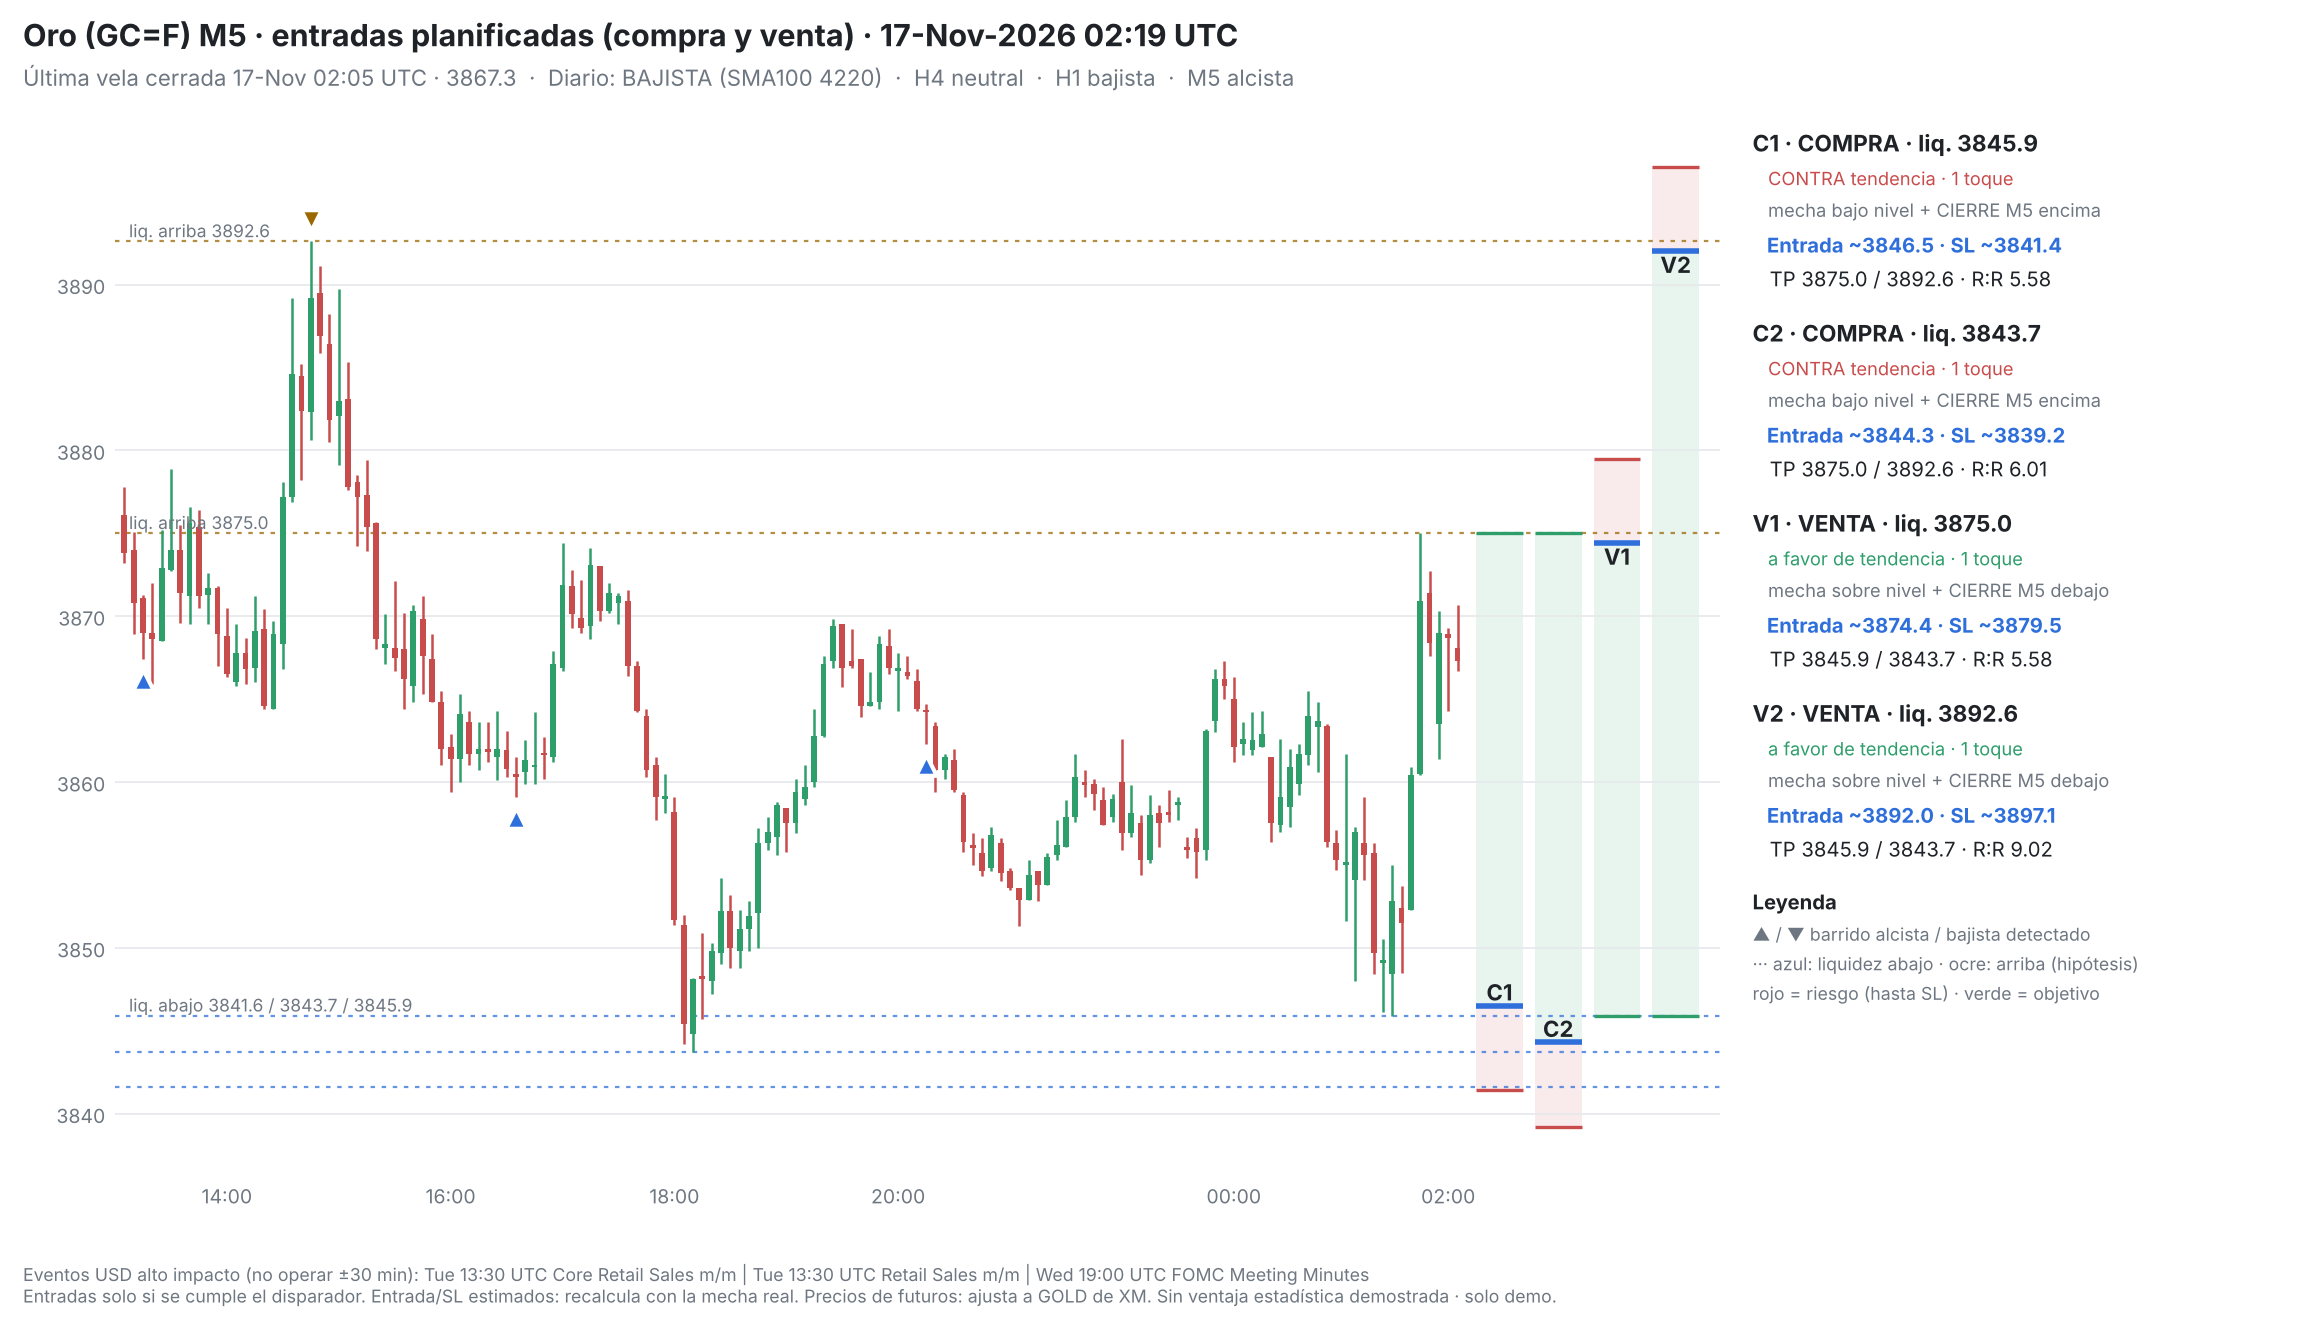 Oro (GC=F) M5 · entradas planificadas (compra y venta) · 17-Nov-2026 02:19 UTC
Última vela cerrada 17-Nov 02:05 UTC · 3867.3 · Diario: BAJISTA (SMA100 4220) · H4 neutral · H1 bajista · M5 alcista
liq. arriba 3892.6
liq. arriba 3875.0
liq. abajo 3841.6 / 3843.7 / 3845.9
3890
3880
3870
3860
3850
3840
14:00
16:00
18:00
20:00
00:00
02:00
C1
C2
V1
V2
C1 · COMPRA · liq. 3845.9
CONTRA tendencia · 1 toque
mecha bajo nivel + CIERRE M5 encima
Entrada ~3846.5 · SL ~3841.4
TP 3875.0 / 3892.6 · R:R 5.58
C2 · COMPRA · liq. 3843.7
CONTRA tendencia · 1 toque
mecha bajo nivel + CIERRE M5 encima
Entrada ~3844.3 · SL ~3839.2
TP 3875.0 / 3892.6 · R:R 6.01
V1 · VENTA · liq. 3875.0
a favor de tendencia · 1 toque
mecha sobre nivel + CIERRE M5 debajo
Entrada ~3874.4 · SL ~3879.5
TP 3845.9 / 3843.7 · R:R 5.58
V2 · VENTA · liq. 3892.6
a favor de tendencia · 1 toque
mecha sobre nivel + CIERRE M5 debajo
Entrada ~3892.0 · SL ~3897.1
TP 3845.9 / 3843.7 · R:R 9.02
Leyenda
▲ / ▼ barrido alcista / bajista detectado
··· azul: liquidez abajo · ocre: arriba (hipótesis)
rojo = riesgo (hasta SL) · verde = objetivo
Eventos USD alto impacto (no operar ±30 min): Tue 13:30 UTC Core Retail Sales m/m | Tue 13:30 UTC Retail Sales m/m | Wed 19:00 UTC FOMC Meeting Minutes
Entradas solo si se cumple el disparador. Entrada/SL estimados: recalcula con la mecha real. Precios de futuros: ajusta a GOLD de XM. Sin ventaja estadística demostrada · solo demo.